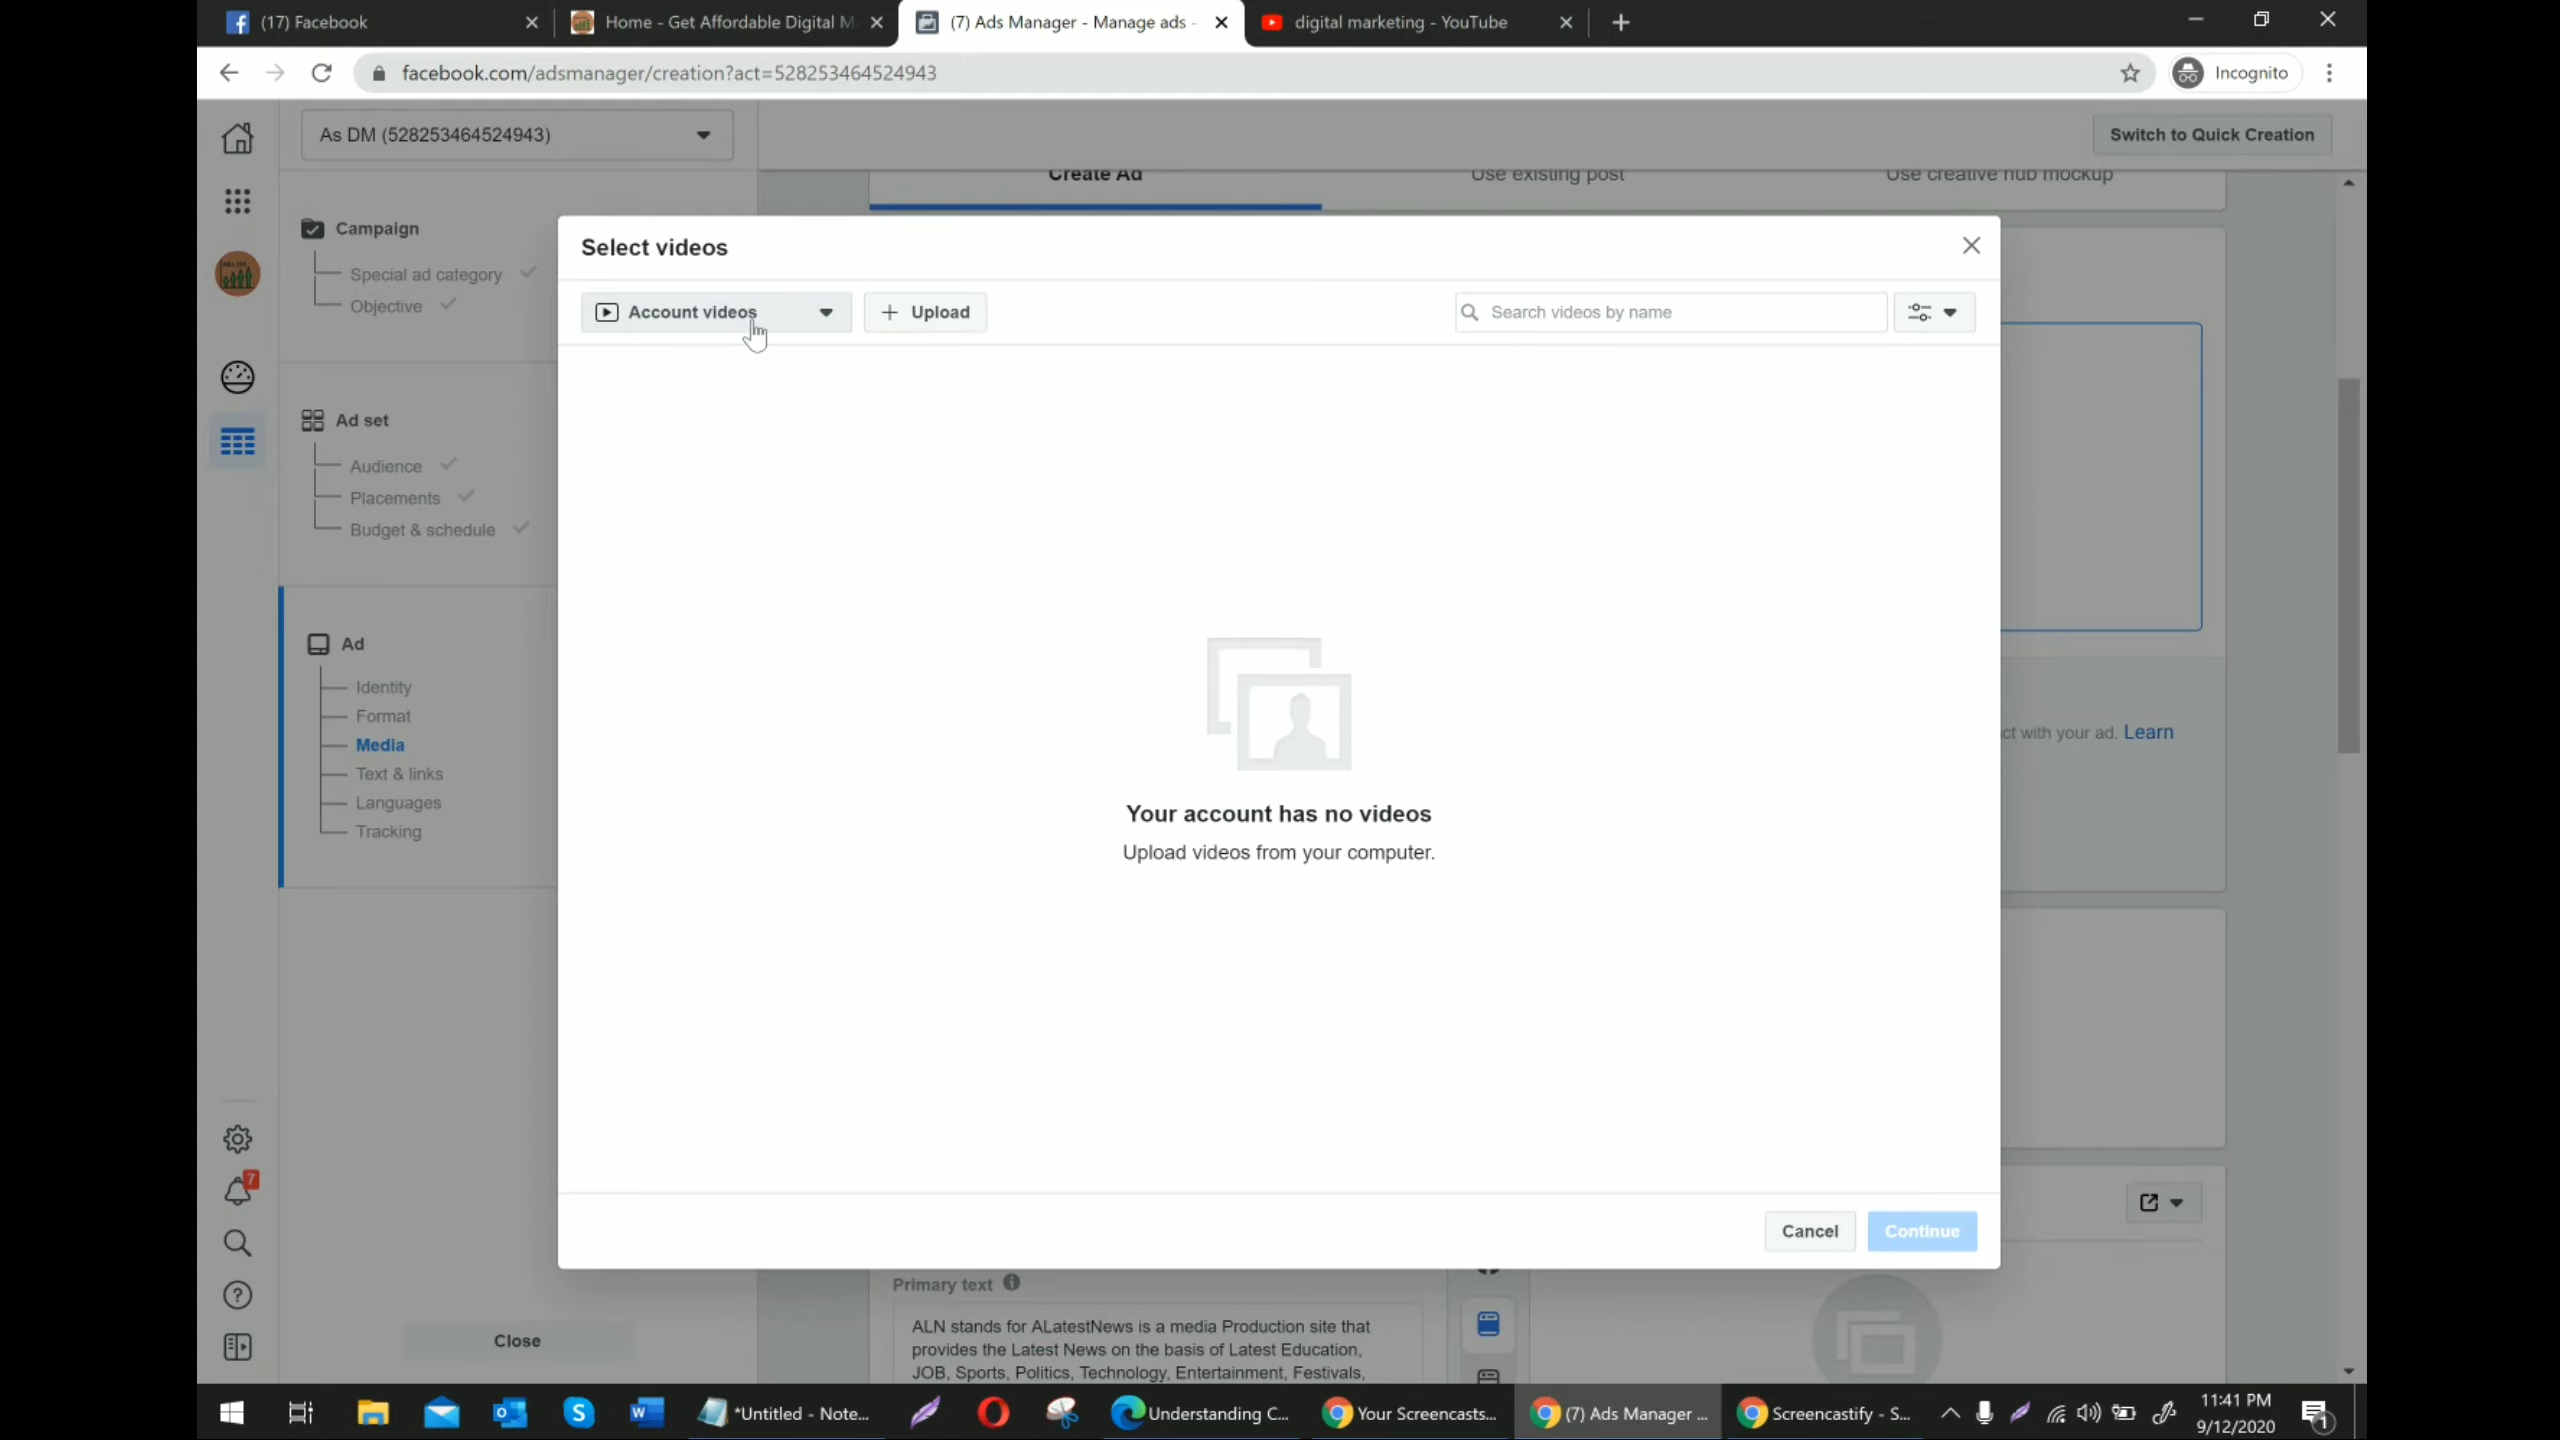 (17) Facebook
Home - Get Affordable Digital M
(7) Ads Manager - Manage ads -
digital marketing - YouTube
facebook.com/adsmanager/creation?act=528253464524943
Incognito
As DM (528253464524943)
Switch to Quick Creation
Create Ad
Use existing post
Use creative hub mockup
Campaign
Special ad category
Objective
Ad set
Audience
Placements
Budget & schedule
Ad
Identity
Format
Media
Text & links
Languages
Tracking
Close
Select videos
Account videos
Upload
Search videos by name
Your account has no videos
Upload videos from your computer.
Cancel
Continue
ct with your ad. Learn
Primary text
ALN stands for ALatestNews is a media Production site that
provides the Latest News on the basis of Latest Education,
JOB, Sports, Politics, Technology, Entertainment, Festivals,
7
*Untitled - Note...
Understanding C...
Your Screencasts...
(7) Ads Manager ...
Screencastify - S...
11:41 PM
9/12/2020
1